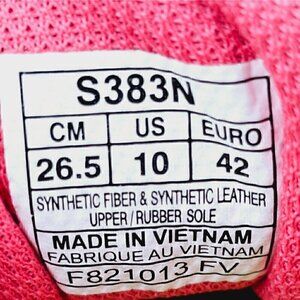 S383N
CM US EURO
26.5 10 42
SYNTHETIC FIBER & SYNTHETIC LEATHER
UPPER/RUBBER SOLE
MADE IN VIETNAM
FABRIQUE AU VIETNAM
F821013 FV